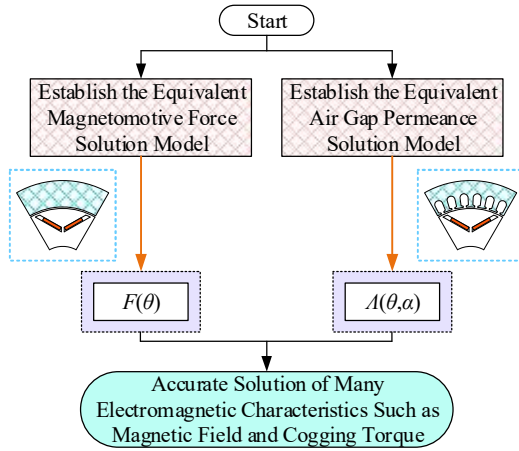 Start
Establish the Equivalent
Magnetomotive Force
Solution Model
Establish the Equivalent
Air Gap Permeance
Solution Model
F(θ)
Λ(θ,α)
Accurate Solution of Many
Electromagnetic Characteristics Such as
Magnetic Field and Cogging Torque